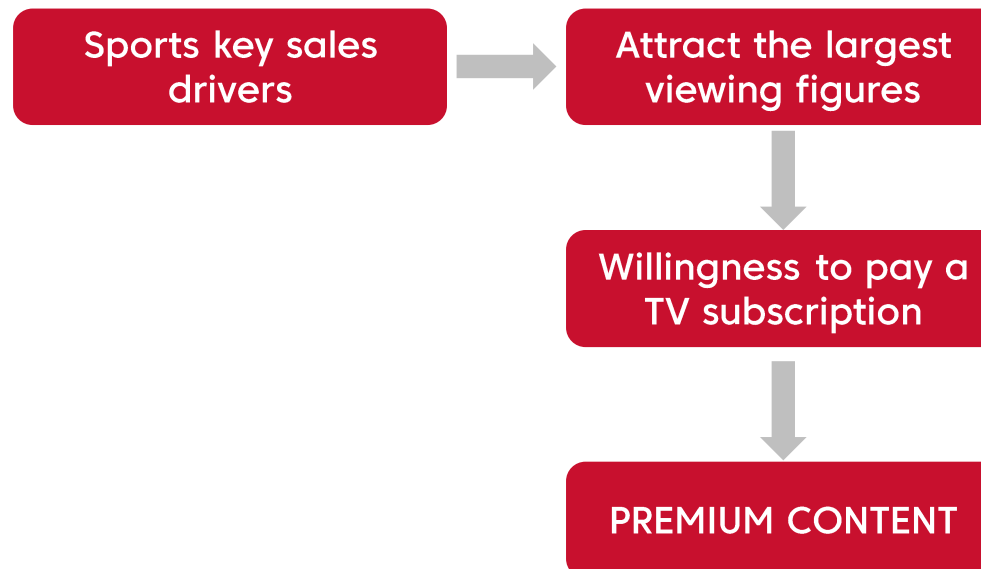 Sports key sales
drivers
Attract the largest
viewing figures
Willingness to pay a
TV subscription
PREMIUM CONTENT